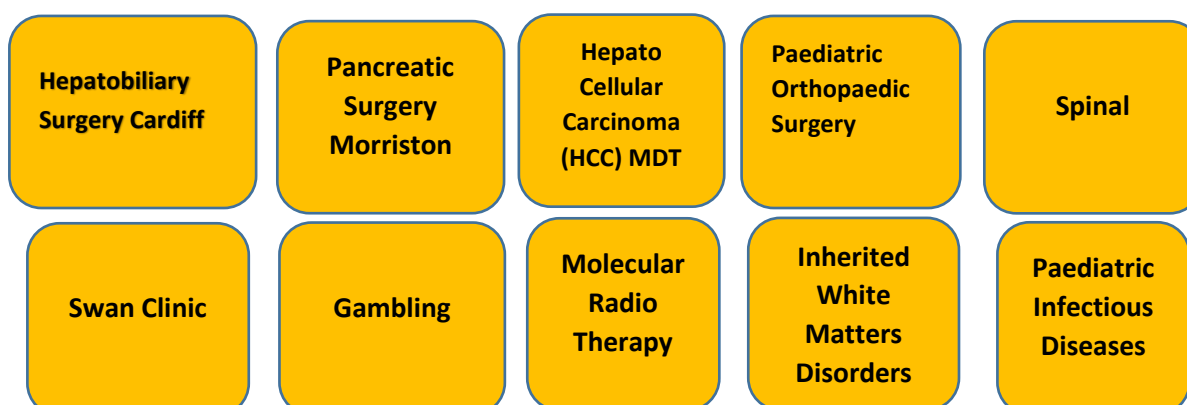 Hepatobiliary
Surgery Cardiff
Pancreatic
Surgery
Morriston
Hepato
Cellular
Carcinoma
(HCC) MDT
Paediatric
Orthopaedic
Surgery
Spinal
Swan Clinic
Gambling
Molecular
Radio
Therapy
Inherited
White
Matters
Disorders
Paediatric
Infectious
Diseases